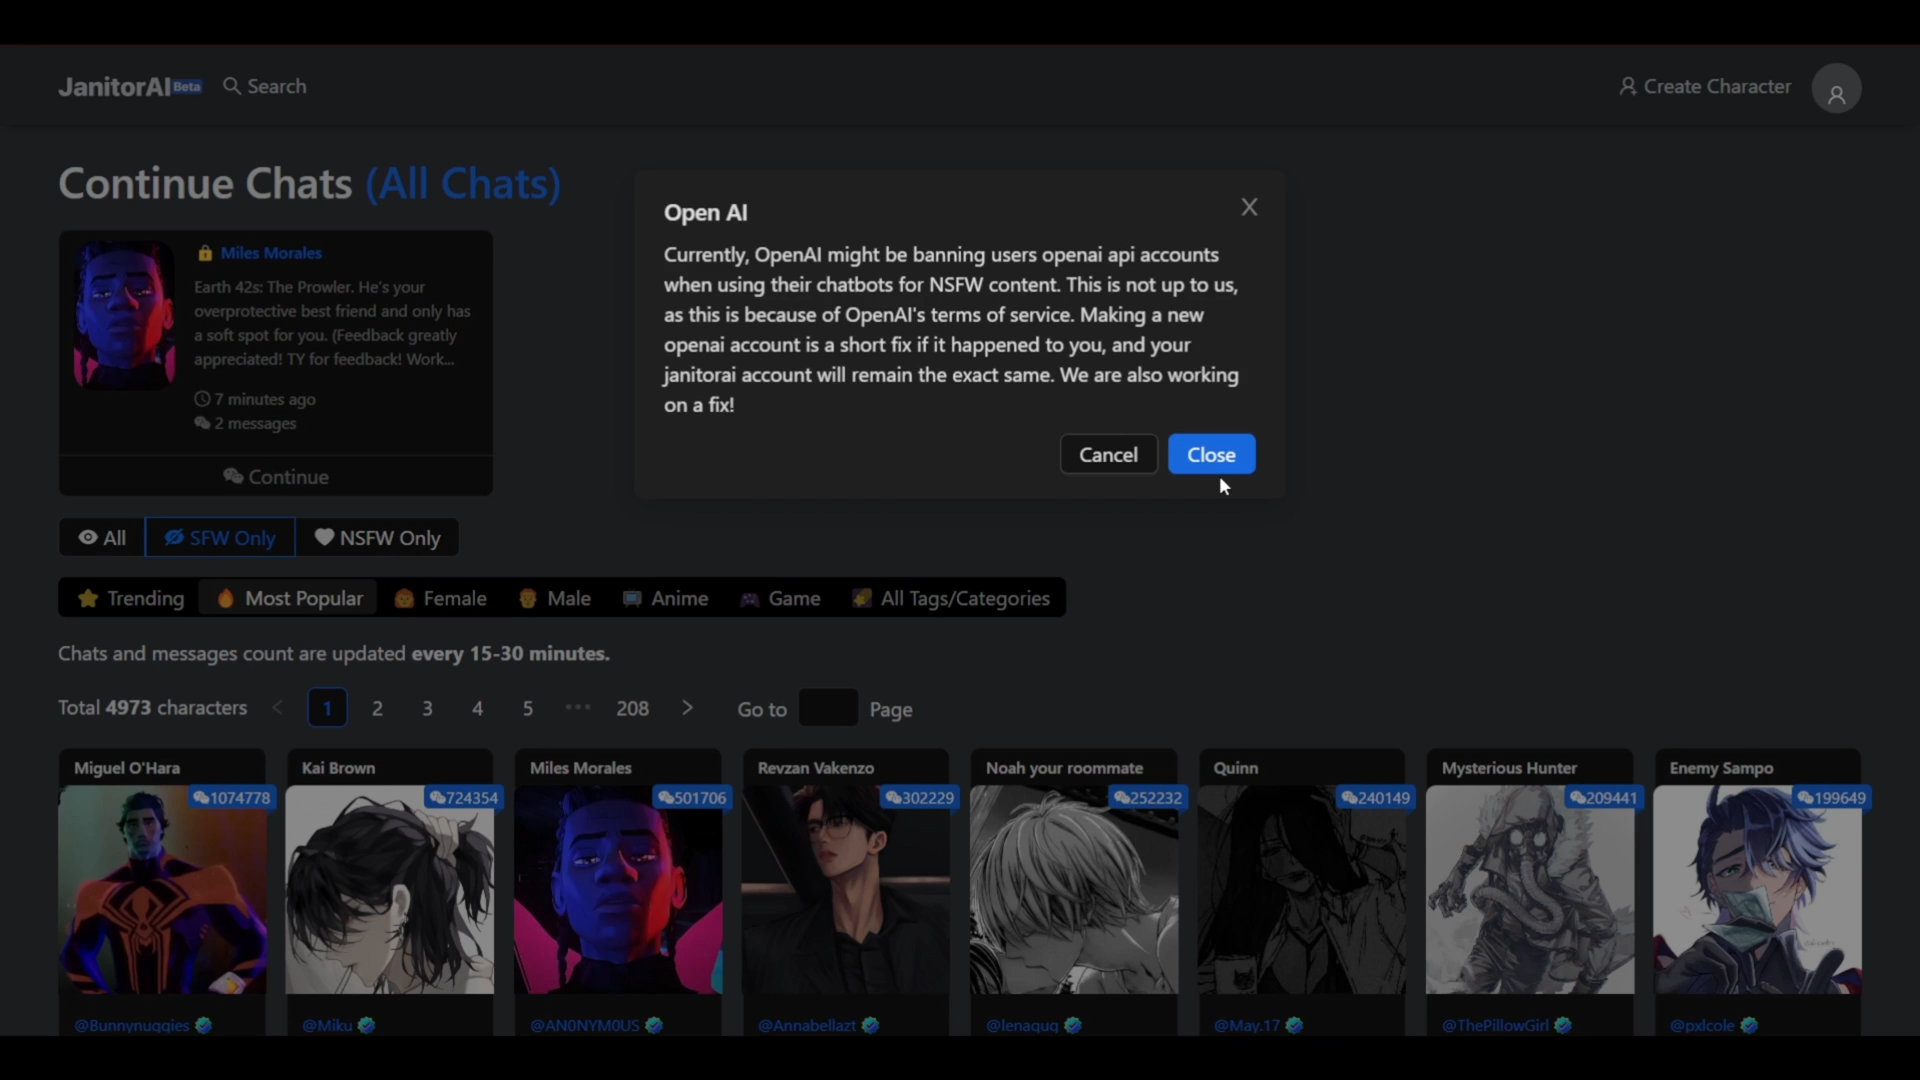 JanitorAI Beta Search Create Character
Continue Chats (All Chats)
Miles Morales
Earth 42s: The Prowler. He's your
overprotective best friend and only has
a soft spot for you. (Feedback greatly
appreciated! TY for feedback! Work...
7 minutes ago
2 messages
Continue
Open AI
X
Currently, OpenAI might be banning users openai api accounts
when using their chatbots for NSFW content. This is not up to us,
as this is because of OpenAI's terms of service. Making a new
openai account is a short fix if it happened to you, and your
janitorai account will remain the exact same. We are also working
on a fix!
Cancel Close
All SFW Only NSFW Only
Trending Most Popular Female Male Anime Game All Tags/Categories
Chats and messages count are updated every 15-30 minutes.
Total 4973 characters < 1 2 3 4 5 ••• 208 > Go to Page
Miguel O'Hara Kai Brown Miles Morales Revzan Vakenzo Noah your roommate Quinn Mysterious Hunter Enemy Sampo
1074778 724354 501706 302229 252232 240149 209441 199649
@Bunnynuggies @Miku @AN0NYM0US @Annabellazt @lenagug @May.17 @ThePillowGirl @pxlcole